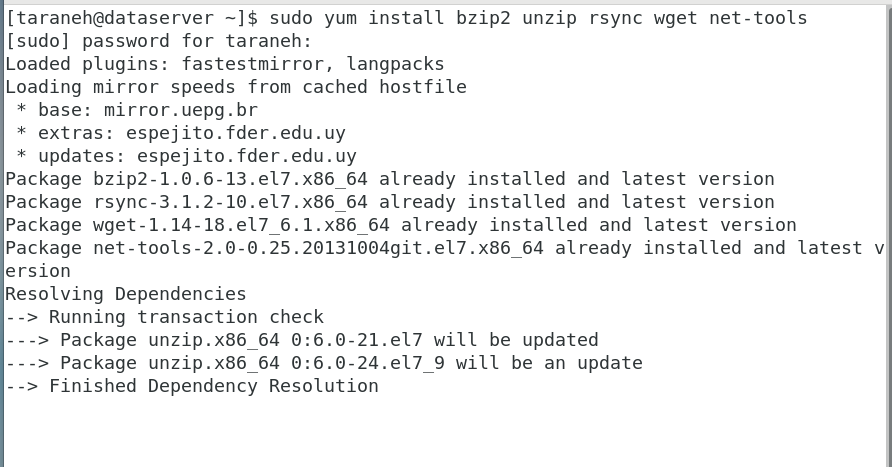 [taraneh@dataserver ~]$ sudo yum install bzip2 unzip rsync wget net-tools
[sudo] password for taraneh:
Loaded plugins: fastestmirror, langpacks
Loading mirror speeds from cached hostfile
 * base: mirror.uepg.br
 * extras: espejito.fder.edu.uy
 * updates: espejito.fder.edu.uy
Package bzip2-1.0.6-13.el7.x86_64 already installed and latest version
Package rsync-3.1.2-10.el7.x86_64 already installed and latest version
Package wget-1.14-18.el7_6.1.x86_64 already installed and latest version
Package net-tools-2.0-0.25.20131004git.el7.x86_64 already installed and latest v
ersion
Resolving Dependencies
--> Running transaction check
---> Package unzip.x86_64 0:6.0-21.el7 will be updated
---> Package unzip.x86_64 0:6.0-24.el7_9 will be an update
--> Finished Dependency Resolution